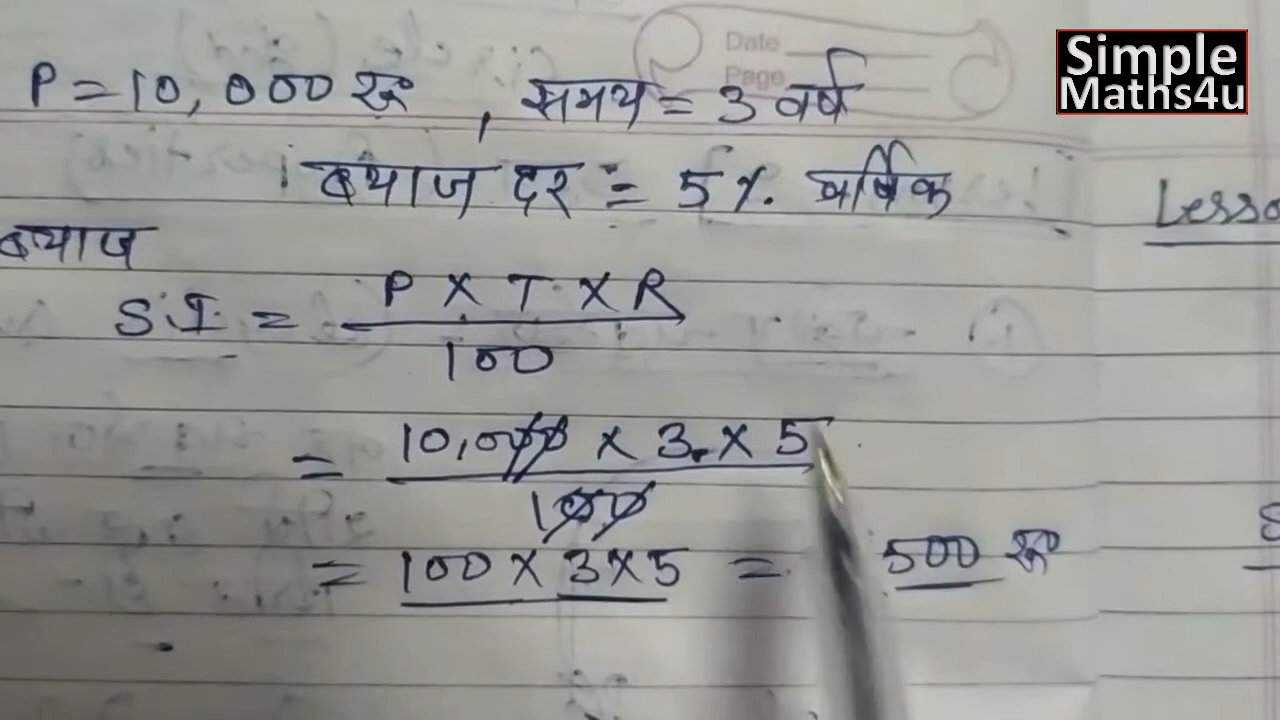 Simple
Maths4u
Date
Page
P = 10,000 रू , समय = 3 वर्ष
ब्याज दर = 5 %. वार्षिक
ब्याज
S.I = P X T X R
100
= 10,000 X 3 X 5
100
= 100 X 3 X 5 = 500 रू